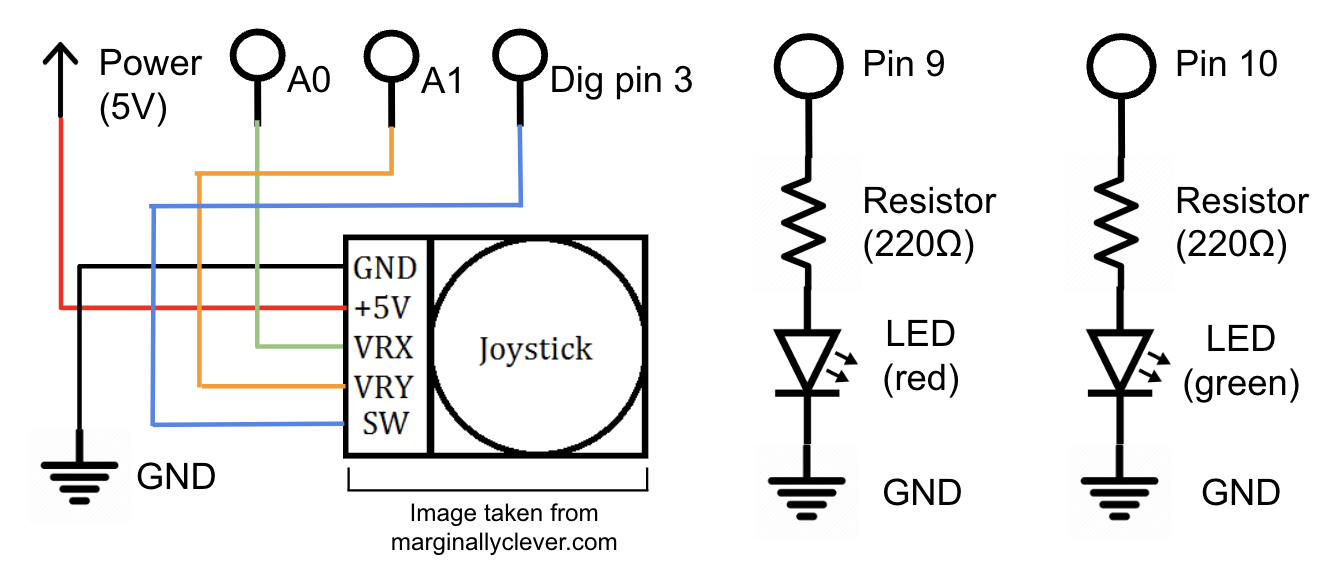 Power
(5V)
A0
A1
Dig pin 3
GND
+5V
VRX
VRY
SW
Joystick
GND
Image taken from
marginallyclever.com
Pin 9
Resistor
(220Ω)
LED
(red)
GND
Pin 10
Resistor
(220Ω)
LED
(green)
GND